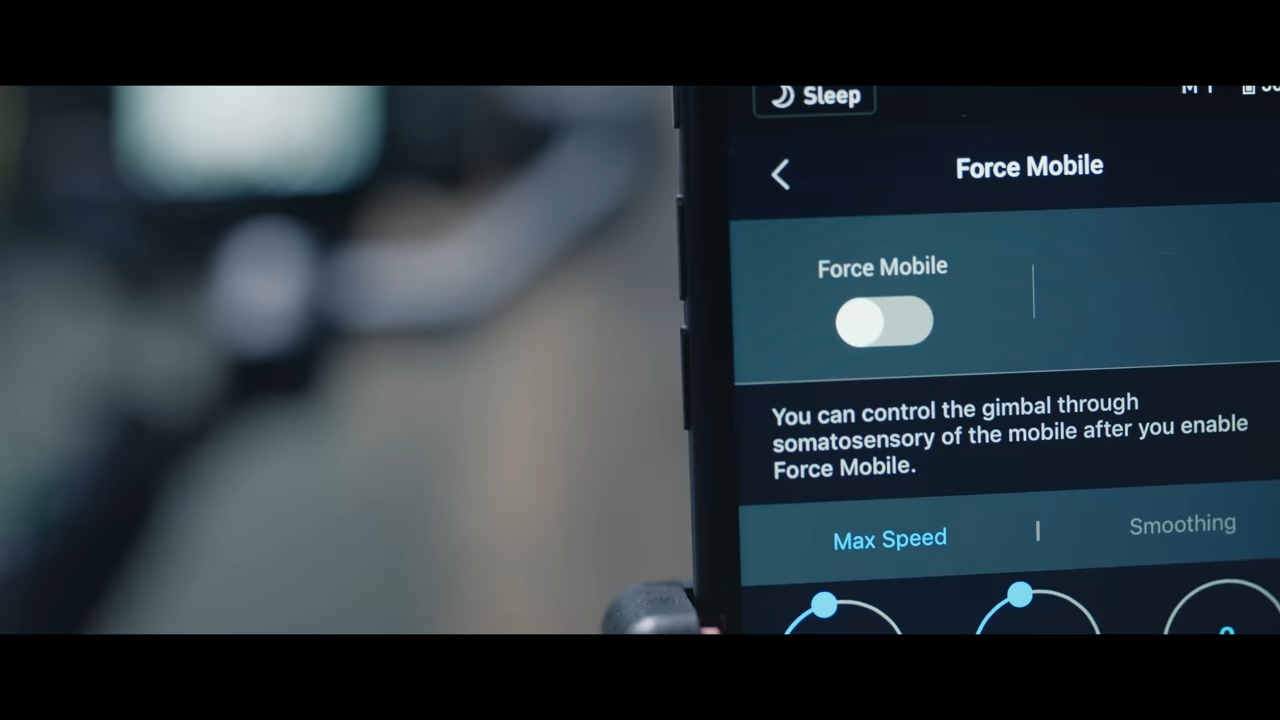 Sleep
Force Mobile
Force Mobile
You can control the gimbal through
somatosensory of the mobile after you enable
Force Mobile.
Max Speed | Smoothing